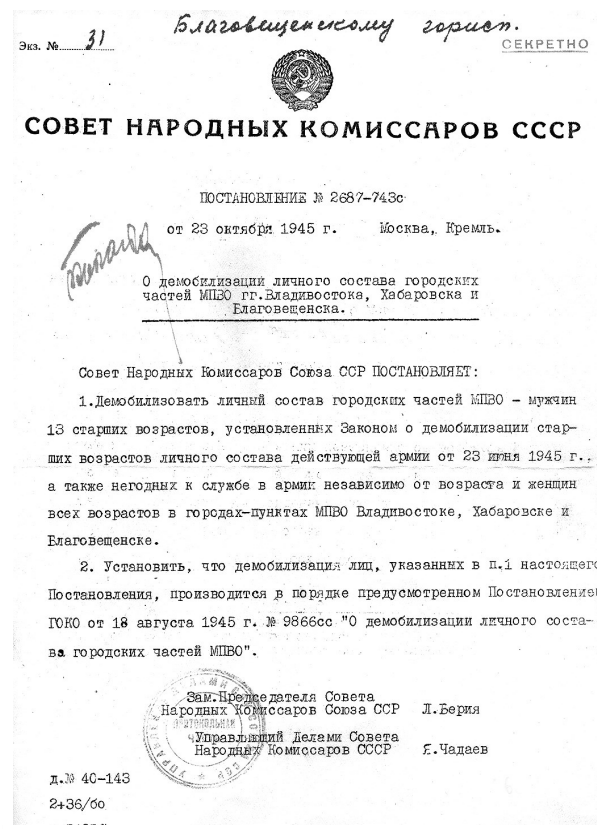 Благовещенскому горисп.
Экз. № 31
СЕКРЕТНО
СОВЕТ НАРОДНЫХ КОМИССАРОВ СССР
ПОСТАНОВЛЕНИЕ № 2687-743с
от 23 октября 1945 г. Москва, Кремль.
О демобилизации личного состава городских
частей МПВО гг.Владивостока, Хабаровска и
Благовещенска.
Совет Народных Комиссаров Союза ССР ПОСТАНОВЛЯЕТ:
1.Демобилизовать личный состав городских частей МПВО - мужчин
13 старших возрастов, установленных Законом о демобилизации стар-
ших возрастов личного состава действующей армии от 23 июня 1945 г.,
а также негодных к службе в армии независимо от возраста и женщин
всех возрастов в городах-пунктах МПВО Владивостоке, Хабаровске и
Благовещенске.
2. Установить, что демобилизация лиц, указанных в п.1 настоящего
Постановления, производится в порядке предусмотренном Постановление
ГОКО от 18 августа 1945 г. № 9866сс "О демобилизации личного соста-
ва городских частей МПВО".
Зам.Председателя Совета
Народных Комиссаров Союза ССР Л.Берия
Управляющий Делами Совета
Народных Комиссаров СССР Я.Чадаев
д.№ 40-143
2+36/бо